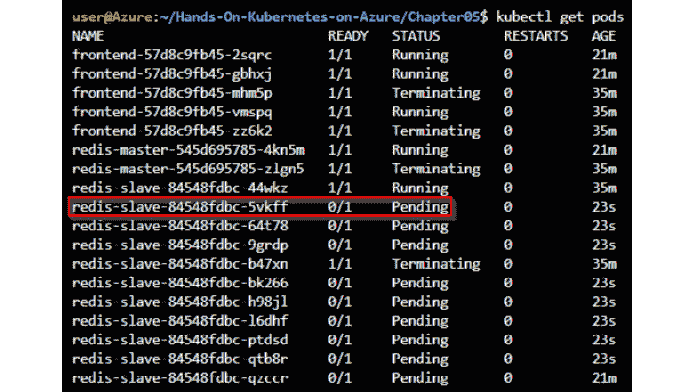 user@Azure:~/Hands-On-Kubernetes-on-Azure/Chapter05$ kubectl get pods
NAME READY STATUS RESTARTS AGE
frontend-57d8c9fb45-2sqrc 1/1 Running 0 21m
frontend-57d8c9fb45-gbhxj 1/1 Running 0 21m
frontend-57d8c9fb45-mhm5p 1/1 Terminating 0 35m
frontend-57d8c9fb45-vmspq 1/1 Running 0 35m
frontend-57d8c9fb45-zz6k2 1/1 Terminating 0 35m
redis-master-545d695785-4kn5m 1/1 Running 0 21m
redis-master-545d695785-zlgn5 1/1 Terminating 0 35m
redis-slave-84548fdbc-44wkz 1/1 Running 0 35m
redis-slave-84548fdbc-5vkff 0/1 Pending 0 23s
redis-slave-84548fdbc-64t78 0/1 Pending 0 23s
redis-slave-84548fdbc-9grdp 0/1 Pending 0 23s
redis-slave-84548fdbc-b47xn 1/1 Terminating 0 35m
redis-slave-84548fdbc-bk266 0/1 Pending 0 23s
redis-slave-84548fdbc-h98jl 0/1 Pending 0 23s
redis-slave-84548fdbc-l6dhf 0/1 Pending 0 23s
redis-slave-84548fdbc-ptdsd 0/1 Pending 0 23s
redis-slave-84548fdbc-qtb8r 0/1 Pending 0 23s
redis-slave-84548fdbc-qzccr 0/1 Pending 0 21m